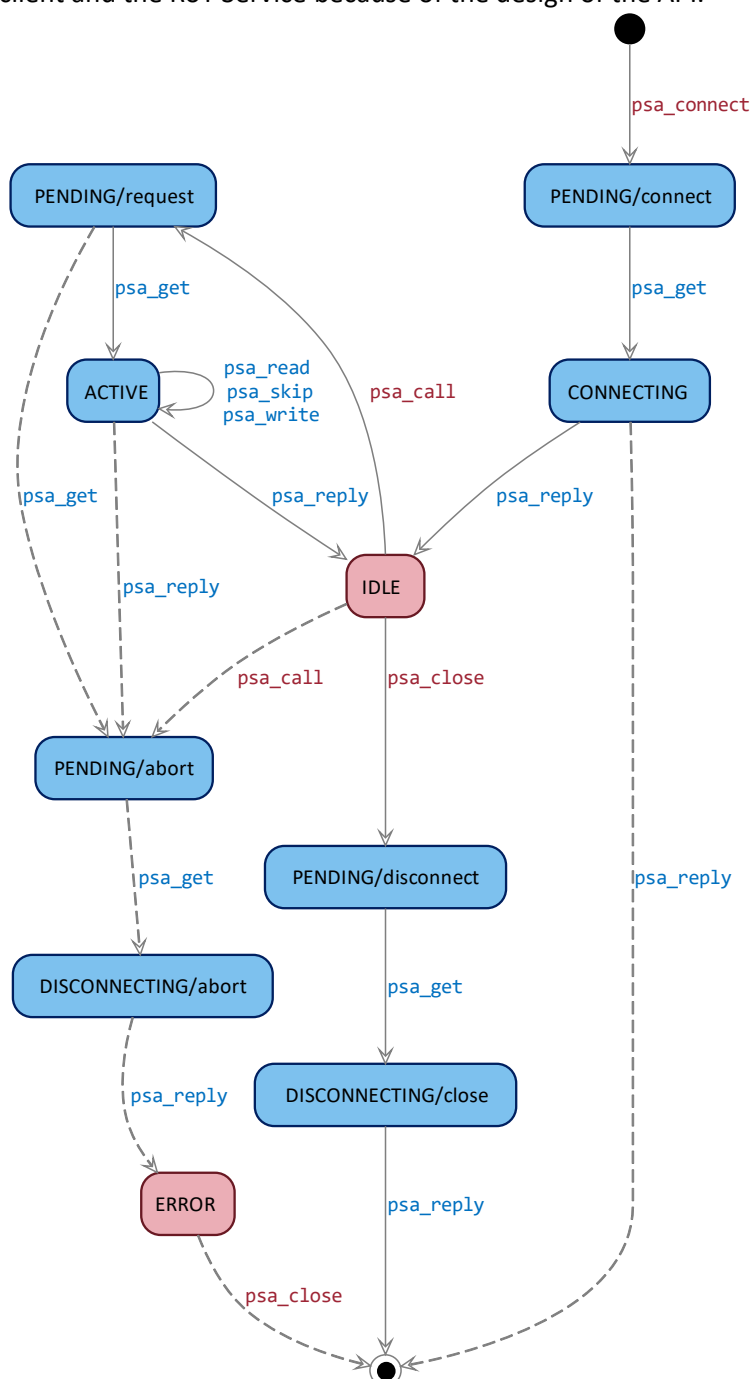 client and the RoT Service because of the design of the API.
psa_connect
PENDING/request
PENDING/connect
psa_get
psa_get
ACTIVE
psa_read
psa_skip
psa_write
psa_call
CONNECTING
psa_get
psa_reply
psa_reply
psa_reply
IDLE
psa_call
psa_close
PENDING/abort
psa_get
PENDING/disconnect
psa_reply
DISCONNECTING/abort
psa_get
psa_reply
DISCONNECTING/close
ERROR
psa_reply
psa_close